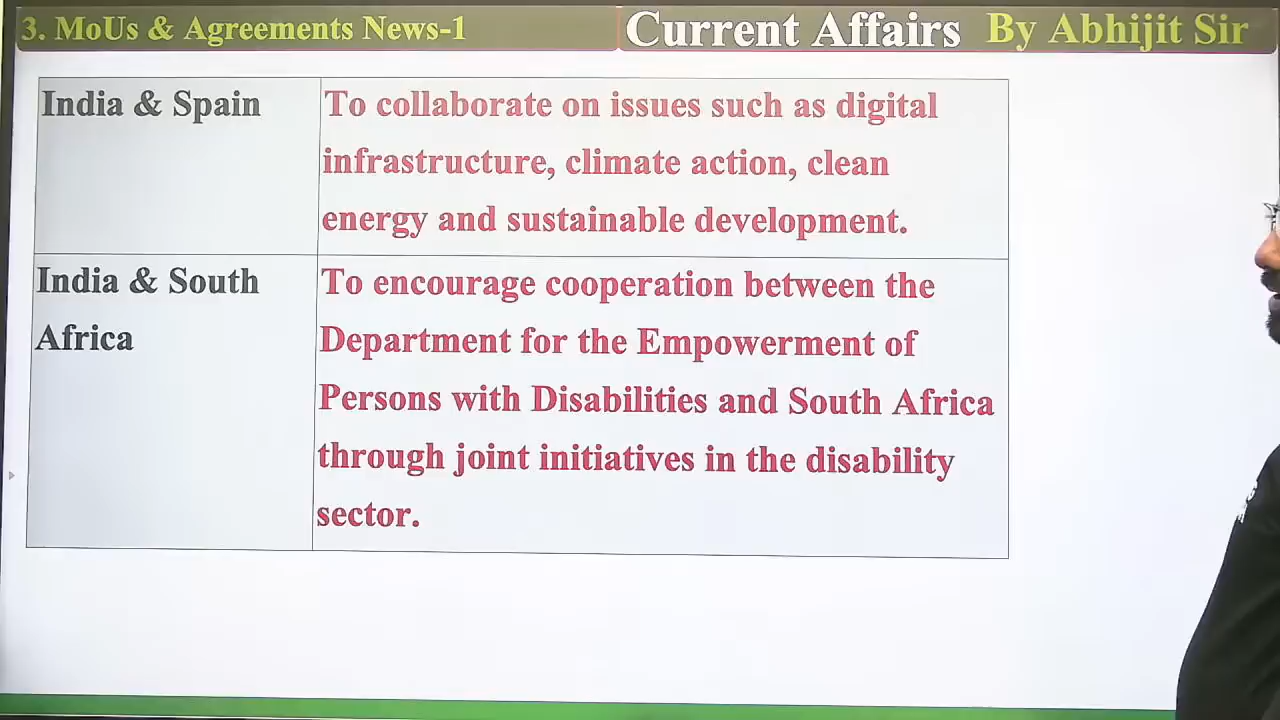 3. MoUs & Agreements News-1
Current Affairs By Abhijit Sir
India & Spain
To collaborate on issues such as digital
infrastructure, climate action, clean
energy and sustainable development.
India & South
Africa
To encourage cooperation between the
Department for the Empowerment of
Persons with Disabilities and South Africa
through joint initiatives in the disability
sector.